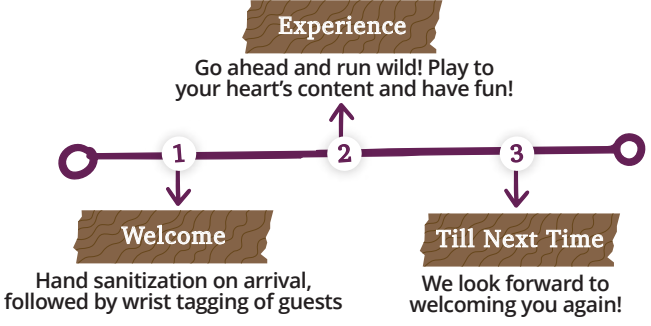 Experience
Go ahead and run wild! Play to
your heart's content and have fun!
1
2
3
Welcome
Hand sanitization on arrival,
followed by wrist tagging of guests
Till Next Time
We look forward to
welcoming you again!